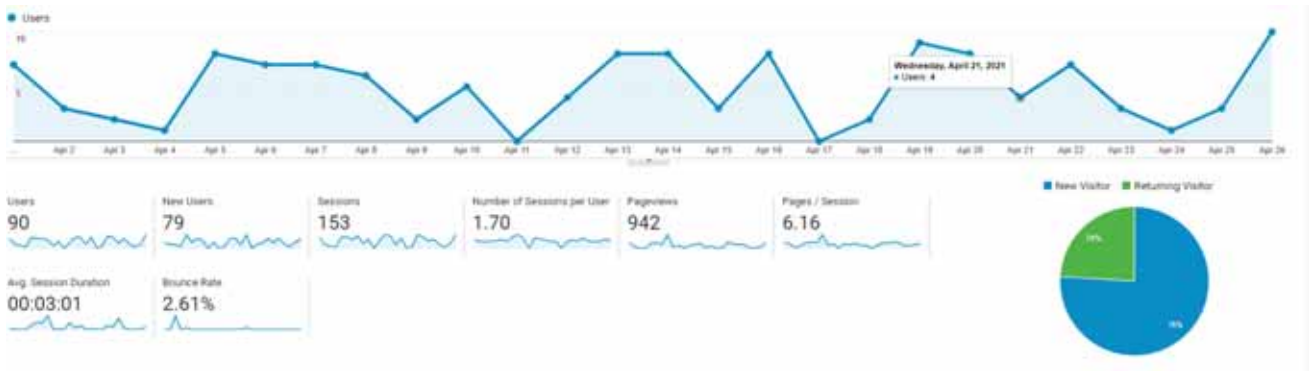 Users
10
5
Wednesday, April 21, 2021
Users 4
... Apr 2 Apr 3 Apr 4 Apr 5 Apr 6 Apr 7 Apr 8 Apr 9 Apr 10 Apr 11 Apr 12 Apr 13 Apr 14 Apr 15 Apr 16 Apr 17 Apr 18 Apr 19 Apr 20 Apr 21 Apr 22 Apr 23 Apr 24 Apr 25 Apr 26
New Visitor Returning Visitor
Users New Users Sessions Number of Sessions per User Pageviews Pages / Session
90 79 153 1.70 942 6.16
Avg. Session Duration Bounce Rate
00:03:01 2.61%